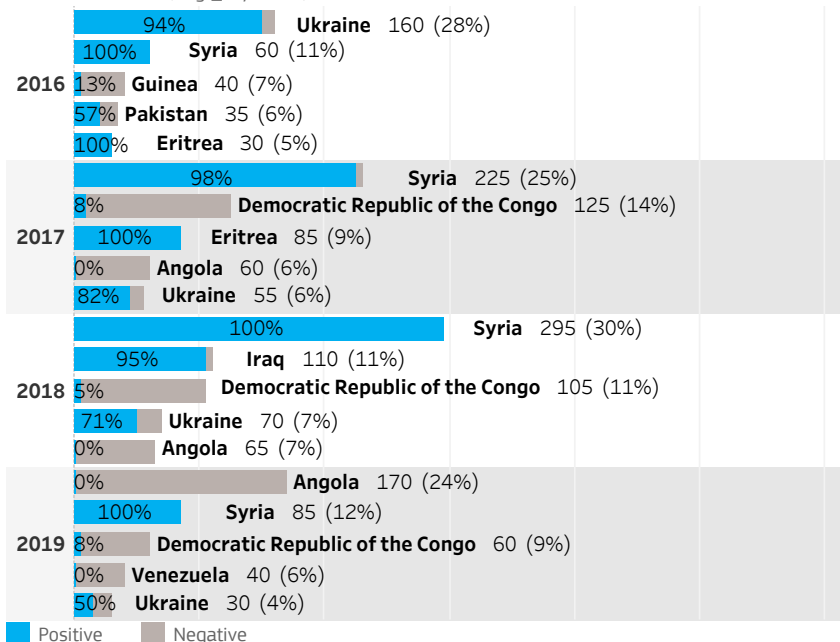 94% Ukraine 160 (28%)
100% Syria 60 (11%)
2016 13% Guinea 40 (7%)
57% Pakistan 35 (6%)
100% Eritrea 30 (5%)
98% Syria 225 (25%)
8% Democratic Republic of the Congo 125 (14%)
2017 100% Eritrea 85 (9%)
0% Angola 60 (6%)
82% Ukraine 55 (6%)
100% Syria 295 (30%)
95% Iraq 110 (11%)
2018 5% Democratic Republic of the Congo 105 (11%)
71% Ukraine 70 (7%)
0% Angola 65 (7%)
0% Angola 170 (24%)
100% Syria 85 (12%)
2019 8% Democratic Republic of the Congo 60 (9%)
0% Venezuela 40 (6%)
50% Ukraine 30 (4%)
Positive Negative